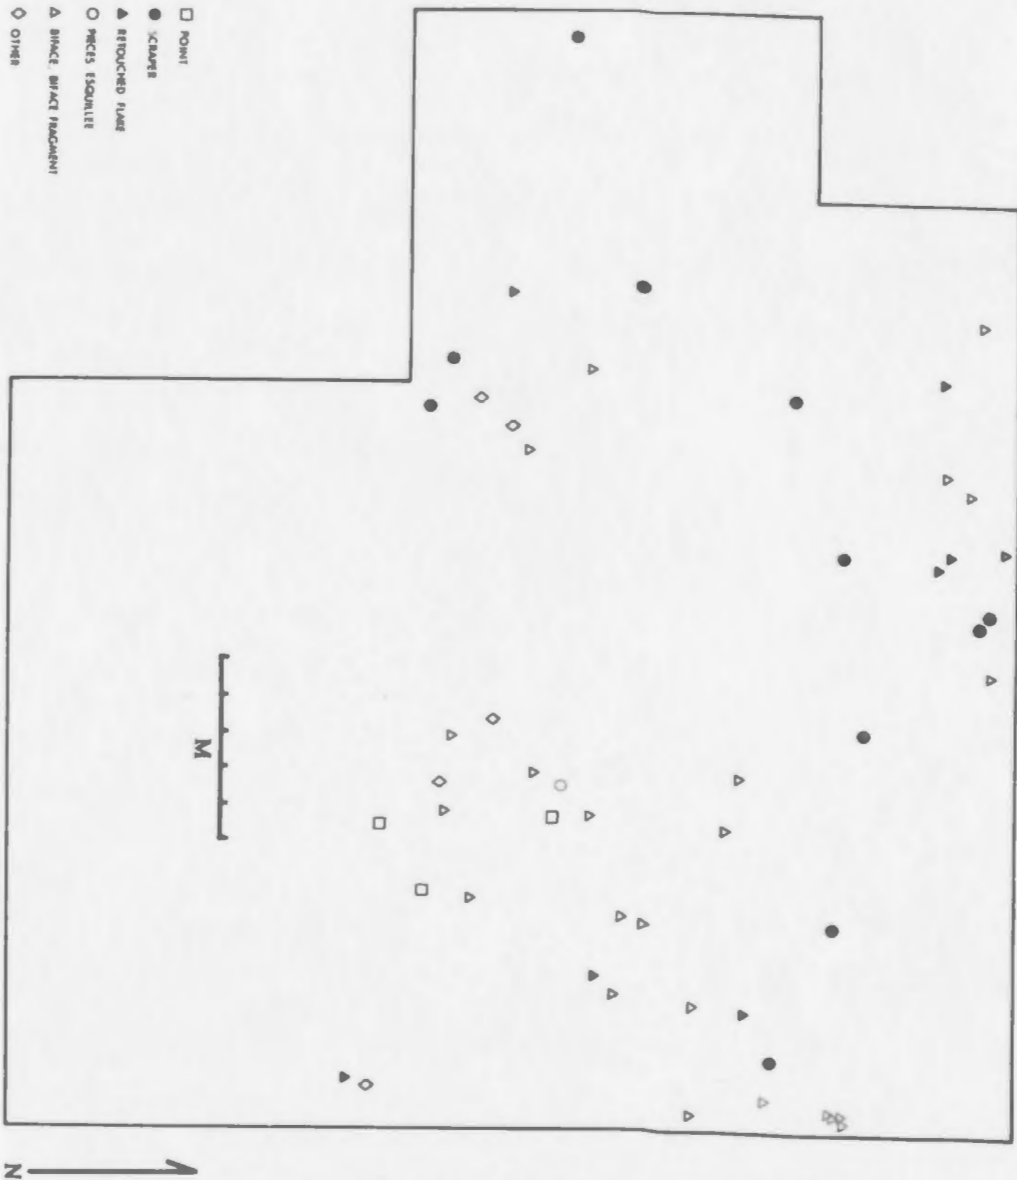 POINT
SCRAPER
RETOUCHED FLAKE
PIECES ESQUILLEE
BIFACE, BIFACE FRAGMENT
OTHER
M
N